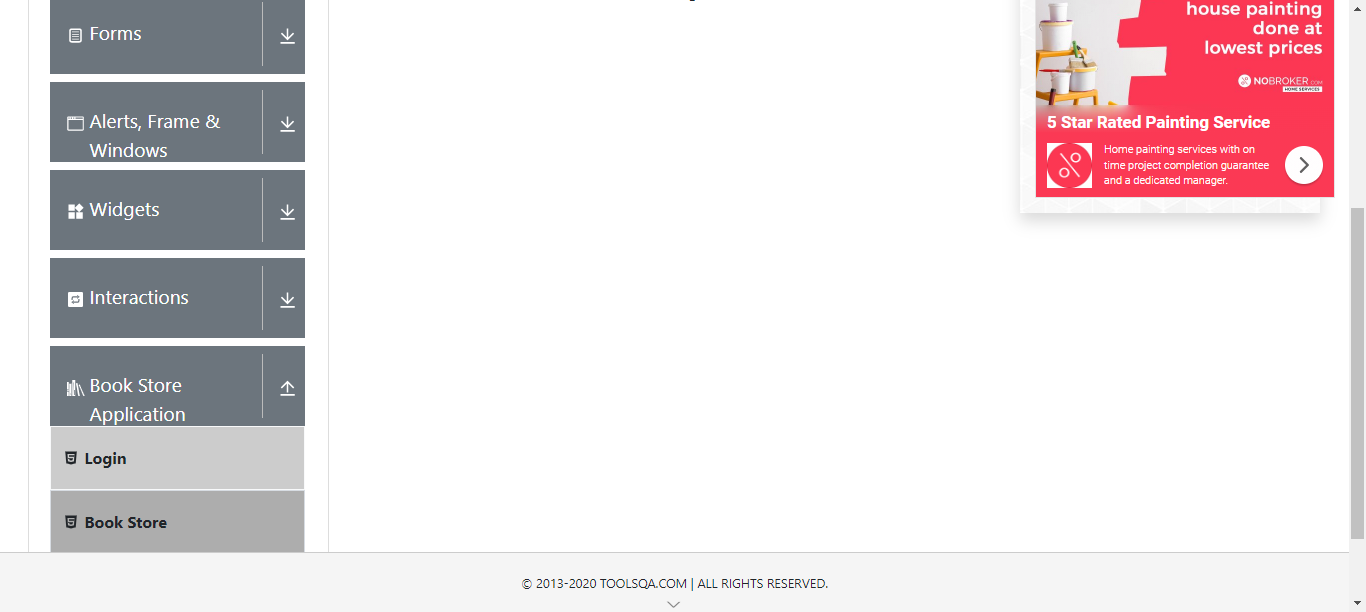 Forms
Alerts, Frame &
Windows
Widgets
Interactions
Book Store
Application
Login
Book Store
house painting
done at
lowest prices
NOBROKER.COM
HOME SERVICES
5 Star Rated Painting Service
Home painting services with on
time project completion guarantee
and a dedicated manager.
© 2013-2020 TOOLSQA.COM | ALL RIGHTS RESERVED.